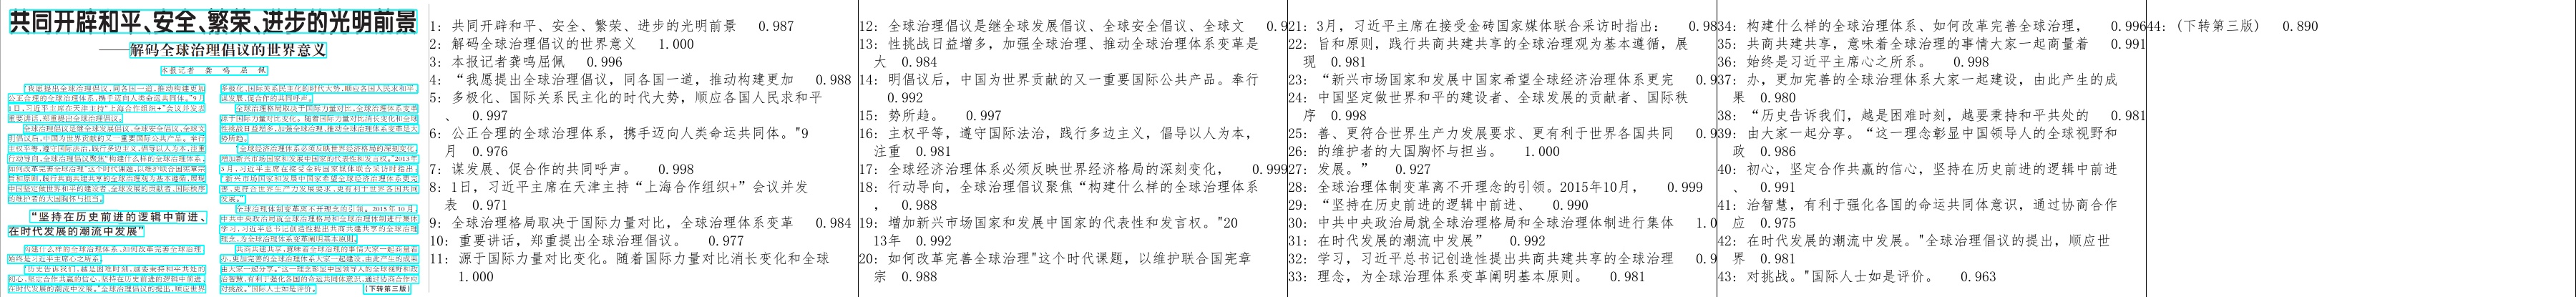 共同开辟和平、安全、繁荣、进步的光明前景
——解码全球治理倡议的世界意义
本报记者 龚鸣 屈佩
“坚持在历史前进的逻辑中前进、
在时代发展的潮流中发展”
(下转第三版)
1: 共同开辟和平、安全、繁荣、进步的光明前景 0.987
2: 解码全球治理倡议的世界意义 1.000
3: 本报记者龚鸣屈佩 0.996
4: “我愿提出全球治理倡议，同各国一道，推动构建更加 0.988
5: 多极化、国际关系民主化的时代大势，顺应各国人民求和平
、 0.997
6: 公正合理的全球治理体系，携手迈向人类命运共同体。"9
月 0.976
7: 谋发展、促合作的共同呼声。 0.998
8: 1日，习近平主席在天津主持“上海合作组织+”会议并发
表 0.971
9: 全球治理格局取决于国际力量对比，全球治理体系变革 0.984
10: 重要讲话，郑重提出全球治理倡议。 0.977
11: 源于国际力量对比变化。随着国际力量对比消长变化和全球
1.000
12: 全球治理倡议是继全球发展倡议、全球安全倡议、全球文 0.9
13: 性挑战日益增多，加强全球治理、推动全球治理体系变革是
大 0.984
14: 明倡议后，中国为世界贡献的又一重要国际公共产品。奉行
0.992
15: 势所趋。 0.997
16: 主权平等，遵守国际法治，践行多边主义，倡导以人为本，
注重 0.981
17: 全球经济治理体系必须反映世界经济格局的深刻变化， 0.999
18: 行动导向，全球治理倡议聚焦“构建什么样的全球治理体系
， 0.988
19: 增加新兴市场国家和发展中国家的代表性和发言权。"20
13年 0.992
20: 如何改革完善全球治理"这个时代课题，以维护联合国宪章
宗 0.988
21: 3月，习近平主席在接受金砖国家媒体联合采访时指出： 0.98
22: 旨和原则，践行共商共建共享的全球治理观为基本遵循，展
现 0.981
23: “新兴市场国家和发展中国家希望全球经济治理体系更完 0.9
24: 中国坚定做世界和平的建设者、全球发展的贡献者、国际秩
序 0.998
25: 善、更符合世界生产力发展要求、更有利于世界各国共同 0.9
26: 的维护者的大国胸怀与担当。 1.000
27: 发展。” 0.927
28: 全球治理体制变革离不开理念的引领。2015年10月， 0.999
29: “坚持在历史前进的逻辑中前进、 0.990
30: 中共中央政治局就全球治理格局和全球治理体制进行集体 1.0
31: 在时代发展的潮流中发展” 0.992
32: 学习，习近平总书记创造性提出共商共建共享的全球治理 0.9
33: 理念，为全球治理体系变革阐明基本原则。 0.981
34: 构建什么样的全球治理体系、如何改革完善全球治理， 0.996
35: 共商共建共享，意味着全球治理的事情大家一起商量着 0.991
36: 始终是习近平主席心之所系。 0.998
37: 办，更加完善的全球治理体系大家一起建设，由此产生的成
果 0.980
38: “历史告诉我们，越是困难时刻，越要秉持和平共处的 0.981
39: 由大家一起分享。“这一理念彰显中国领导人的全球视野和
政 0.986
40: 初心，坚定合作共赢的信心，坚持在历史前进的逻辑中前进
、 0.991
41: 治智慧，有利于强化各国的命运共同体意识，通过协商合作
应 0.975
42: 在时代发展的潮流中发展。"全球治理倡议的提出，顺应世
界 0.981
43: 对挑战。"国际人士如是评价。 0.963
44: (下转第三版) 0.890